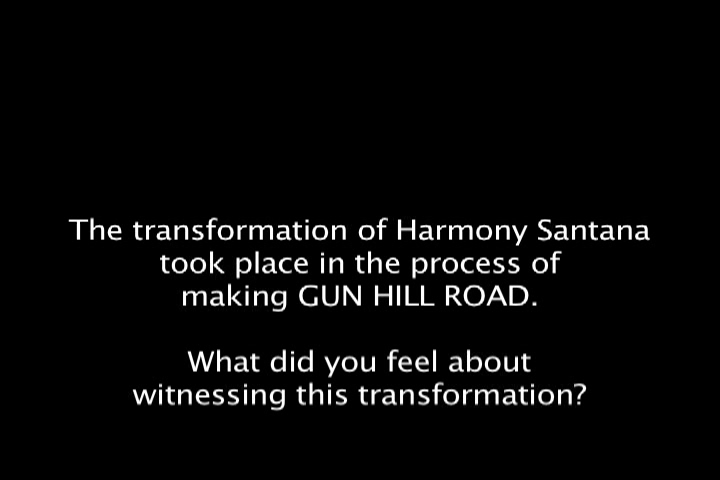 The transformation of Harmony Santana
took place in the process of
making GUN HILL ROAD.
What did you feel about
witnessing this transformation?